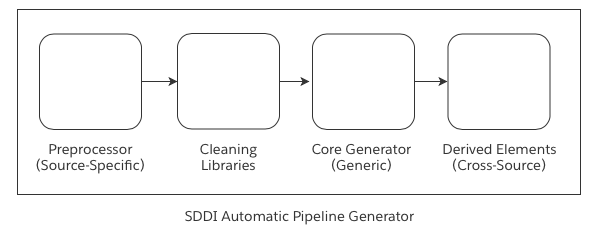 Preprocessor
(Source-Specific)
Cleaning
Libraries
Core Generator
(Generic)
Derived Elements
(Cross-Source)
SDDI Automatic Pipeline Generator